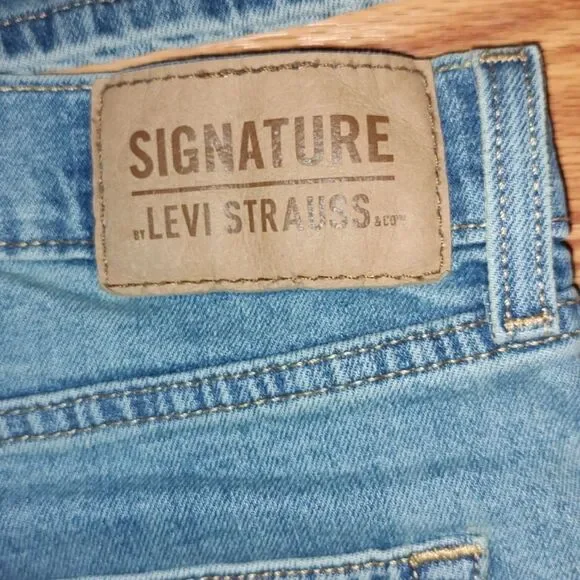 SIGNATURE
BY LEVI STRAUSS & CO™